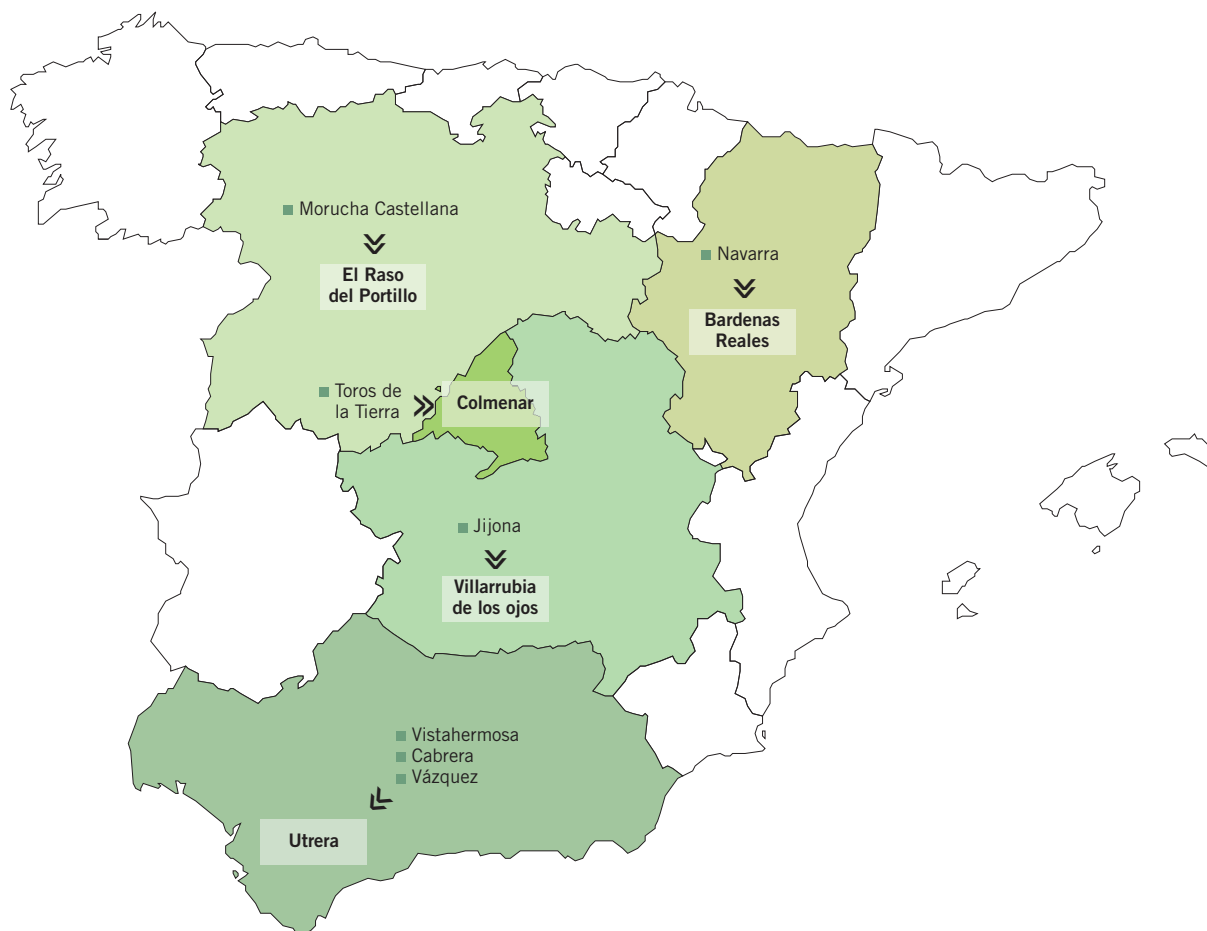 Morucha Castellana
El Raso
del Portillo
Navarra
Bardenas
Reales
Toros de
la Tierra
Colmenar
Jijona
Villarrubia
de los ojos
Vistahermosa
Cabrera
Vázquez
Utrera